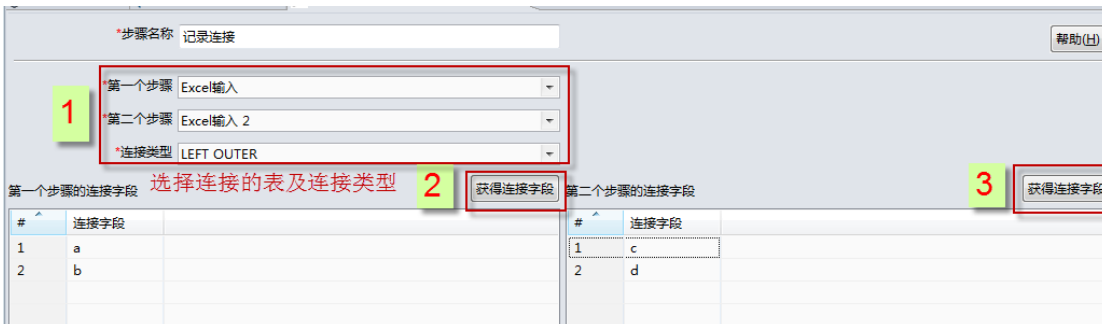 *步骤名称 记录连接
帮助(H)
*第一个步骤 Excel输入
1
*第二个步骤 Excel输入 2
*连接类型 LEFT OUTER
第一个步骤的连接字段 选择连接的表及连接类型 2 获得连接字段 第二个步骤的连接字段 3 获得连接字段
# 连接字段 # 连接字段
1 a 1 c
2 b 2 d